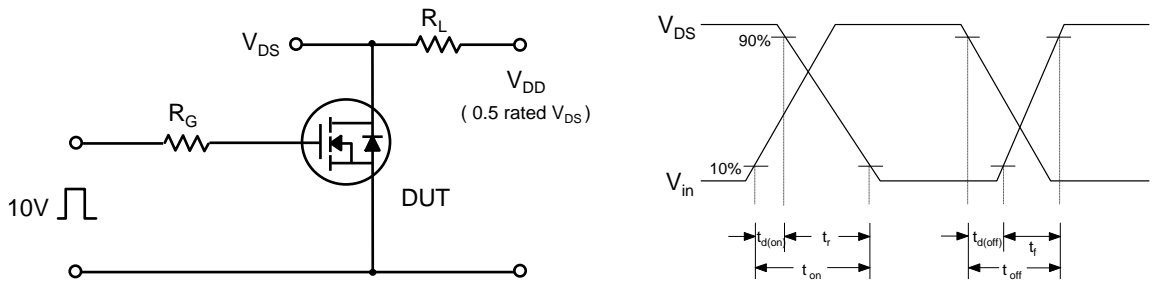 V_DS
R_L
V_DD
( 0.5 rated V_DS )
R_G
10V
DUT
V_DS
90%
10%
V_in
t_d(on)
t_r
t_on
t_d(off)
t_f
t_off